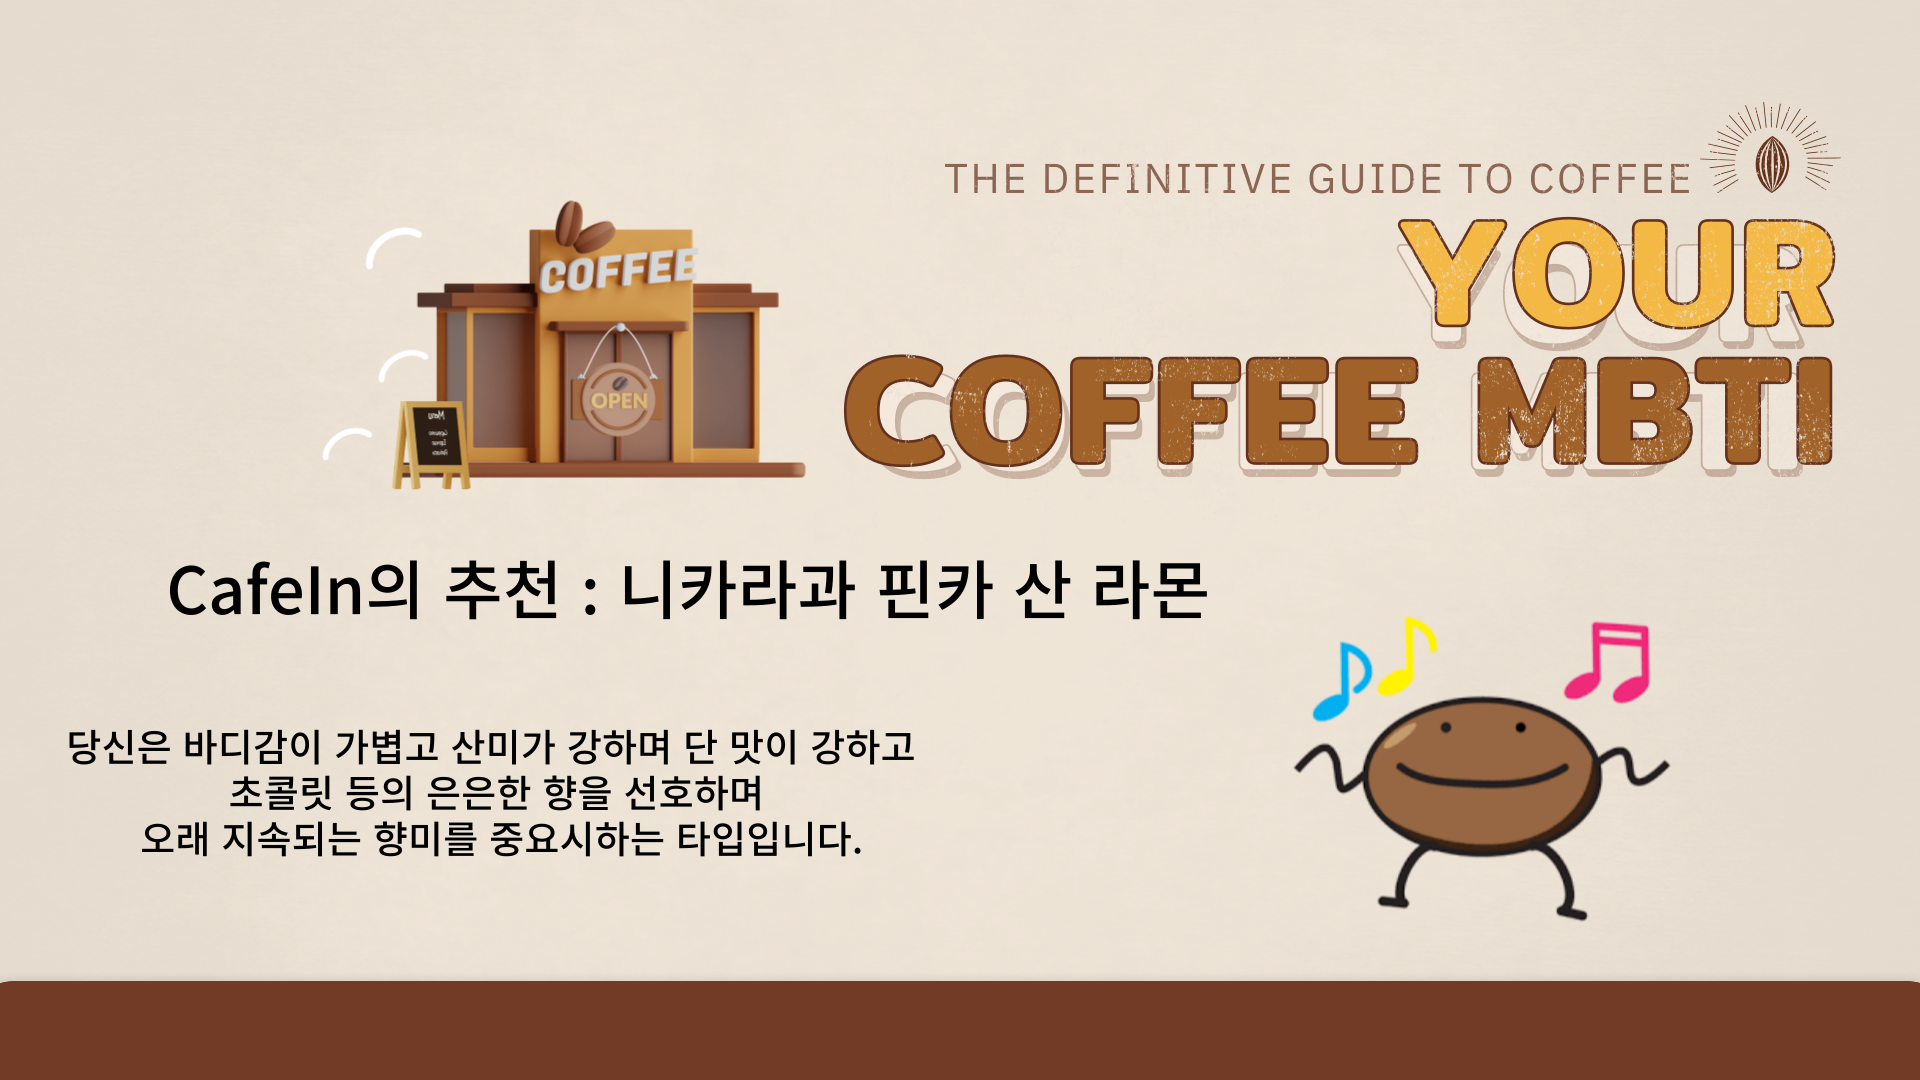 THE DEFINITIVE GUIDE TO COFFEE
YOUR
COFFEE MBTI
COFFEE
OPEN
Menu
CafeIn의 추천 : 니카라과 핀카 산 라몬
당신은 바디감이 가볍고 산미가 강하며 단 맛이 강하고
초콜릿 등의 은은한 향을 선호하며
오래 지속되는 향미를 중요시하는 타입입니다.